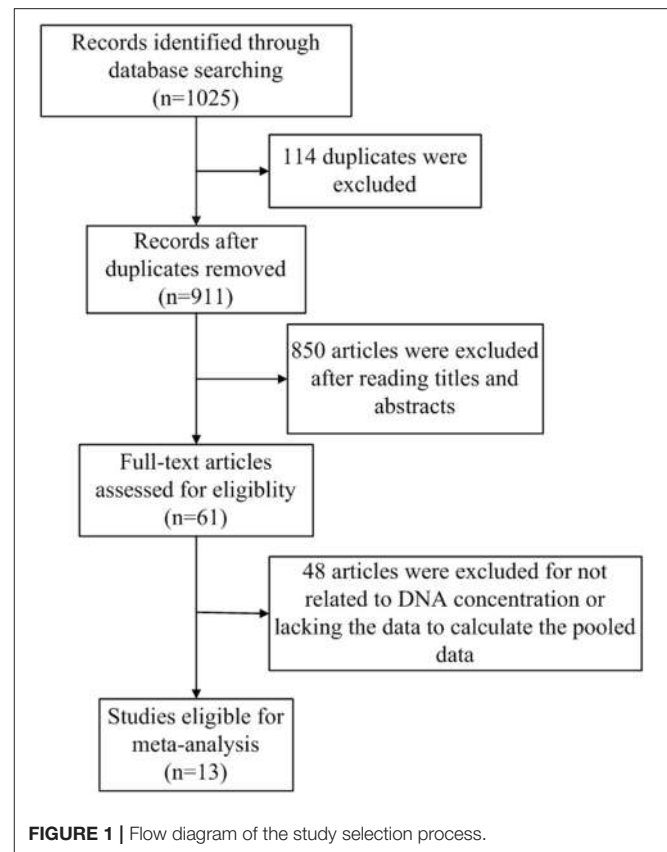 Records identified through
database searching
(n=1025)
114 duplicates were
excluded
Records after
duplicates removed
(n=911)
850 articles were excluded
after reading titles and
abstracts
Full-text articles
assessed for eligiblity
(n=61)
48 articles were excluded for not
related to DNA concentration or
lacking the data to calculate the pooled
data
Studies eligible for
meta-analysis
(n=13)
FIGURE 1 | Flow diagram of the study selection process.